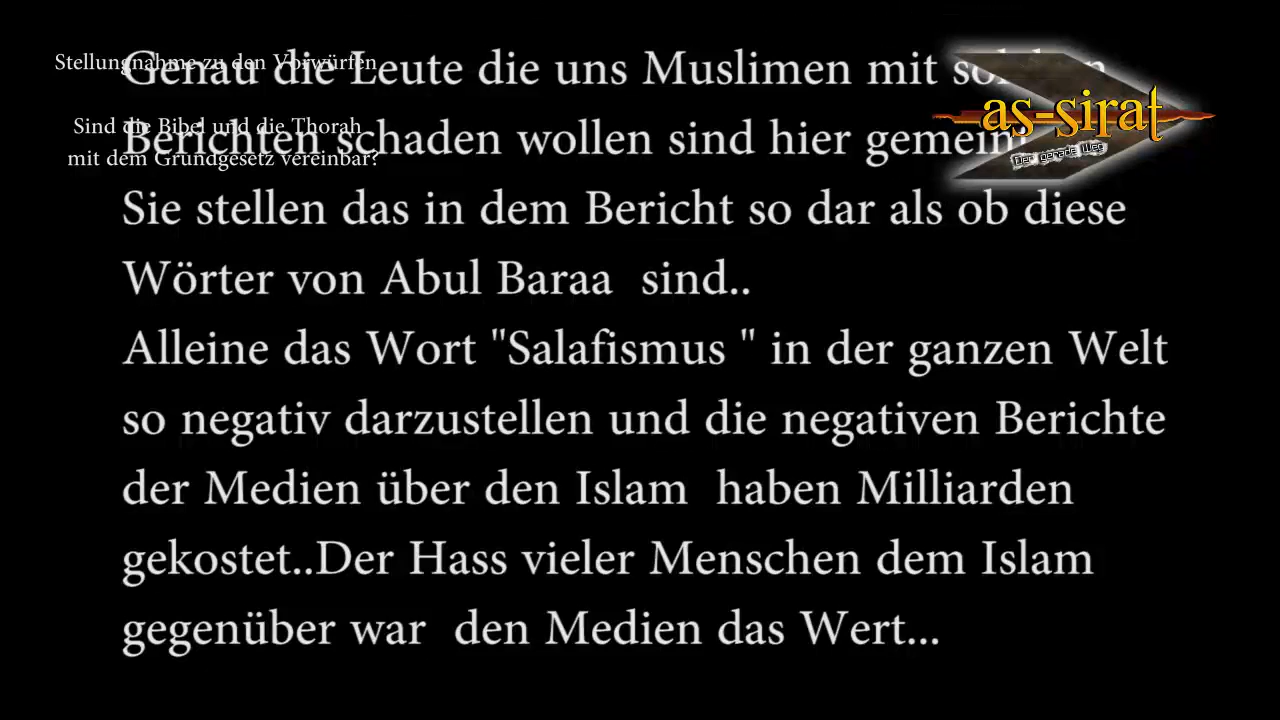 Stellungnahme zu den Vorwürfen
Sind die Bibel und die Thorah
mit dem Grundgesetz vereinbar?
as-sirat
Der gerade Weg
Genau die Leute die uns Muslimen mit
Berichten schaden wollen sind hier gemeint
Sie stellen das in dem Bericht so dar als ob diese
Wörter von Abul Baraa sind..
Alleine das Wort "Salafismus " in der ganzen Welt
so negativ darzustellen und die negativen Berichte
der Medien über den Islam haben Milliarden
gekostet..Der Hass vieler Menschen dem Islam
gegenüber war den Medien das Wert...